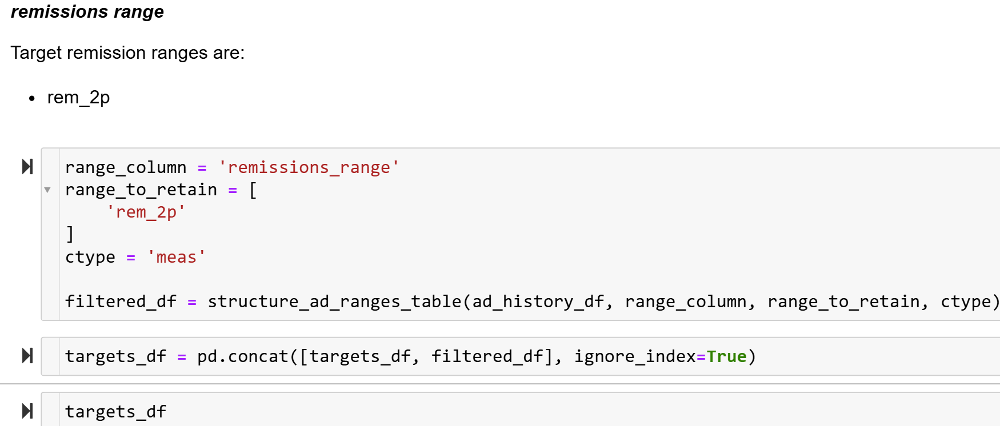 remissions range
Target remission ranges are:
• rem_2p
range_column = 'remissions_range'
range_to_retain = [
    'rem_2p'
]
ctype = 'meas'
filtered_df = structure_ad_ranges_table(ad_history_df, range_column, range_to_retain, ctype)
targets_df = pd.concat([targets_df, filtered_df], ignore_index=True)
targets_df